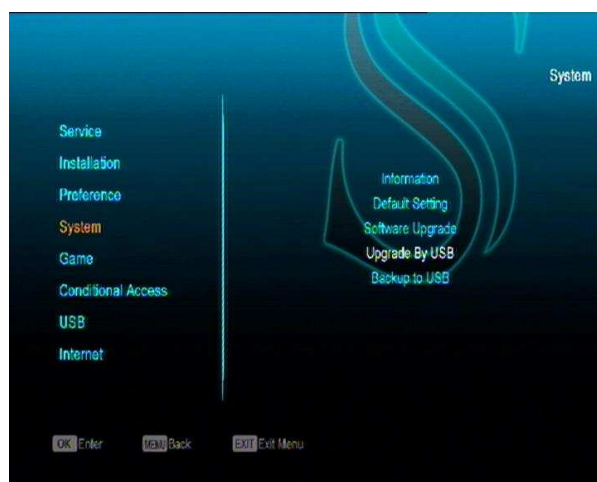 System
Service
Installation
Preference
System
Game
Conditional Access
USB
Internet
Information
Default Setting
Software Upgrade
Upgrade By USB
Backup to USB
OK Enter
MENU Back
EXIT Exit Menu